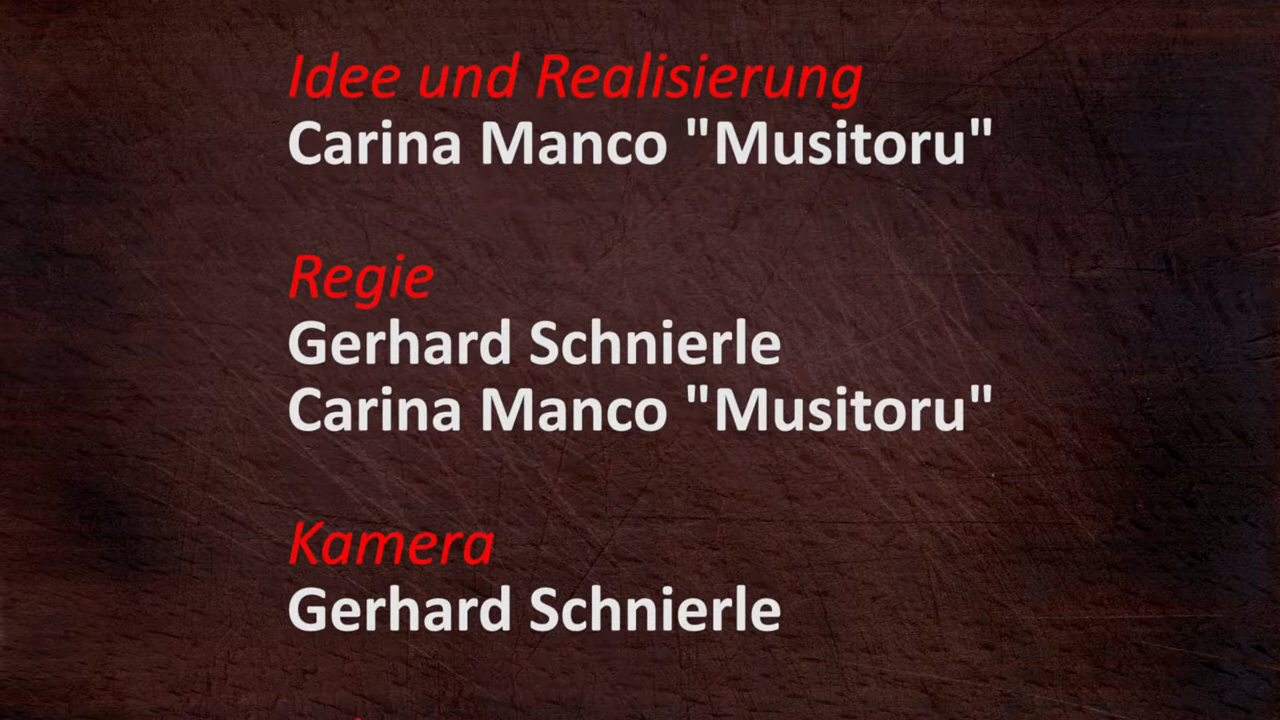 Idee und Realisierung
Carina Manco "Musitoru"
Regie
Gerhard Schnierle
Carina Manco "Musitoru"
Kamera
Gerhard Schnierle